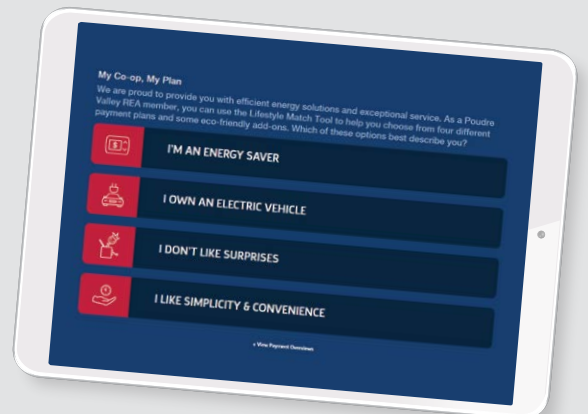 My Co-op, My Plan
We are proud to provide you with efficient energy solutions and exceptional service. As a Poudre
Valley REA member, you can use the Lifestyle Match Tool to help you choose from four different
payment plans and some eco-friendly add-ons. Which of these options best describe you?
$
I'M AN ENERGY SAVER
I OWN AN ELECTRIC VEHICLE
I DON'T LIKE SURPRISES
I LIKE SIMPLICITY & CONVENIENCE
View Payment Overviews